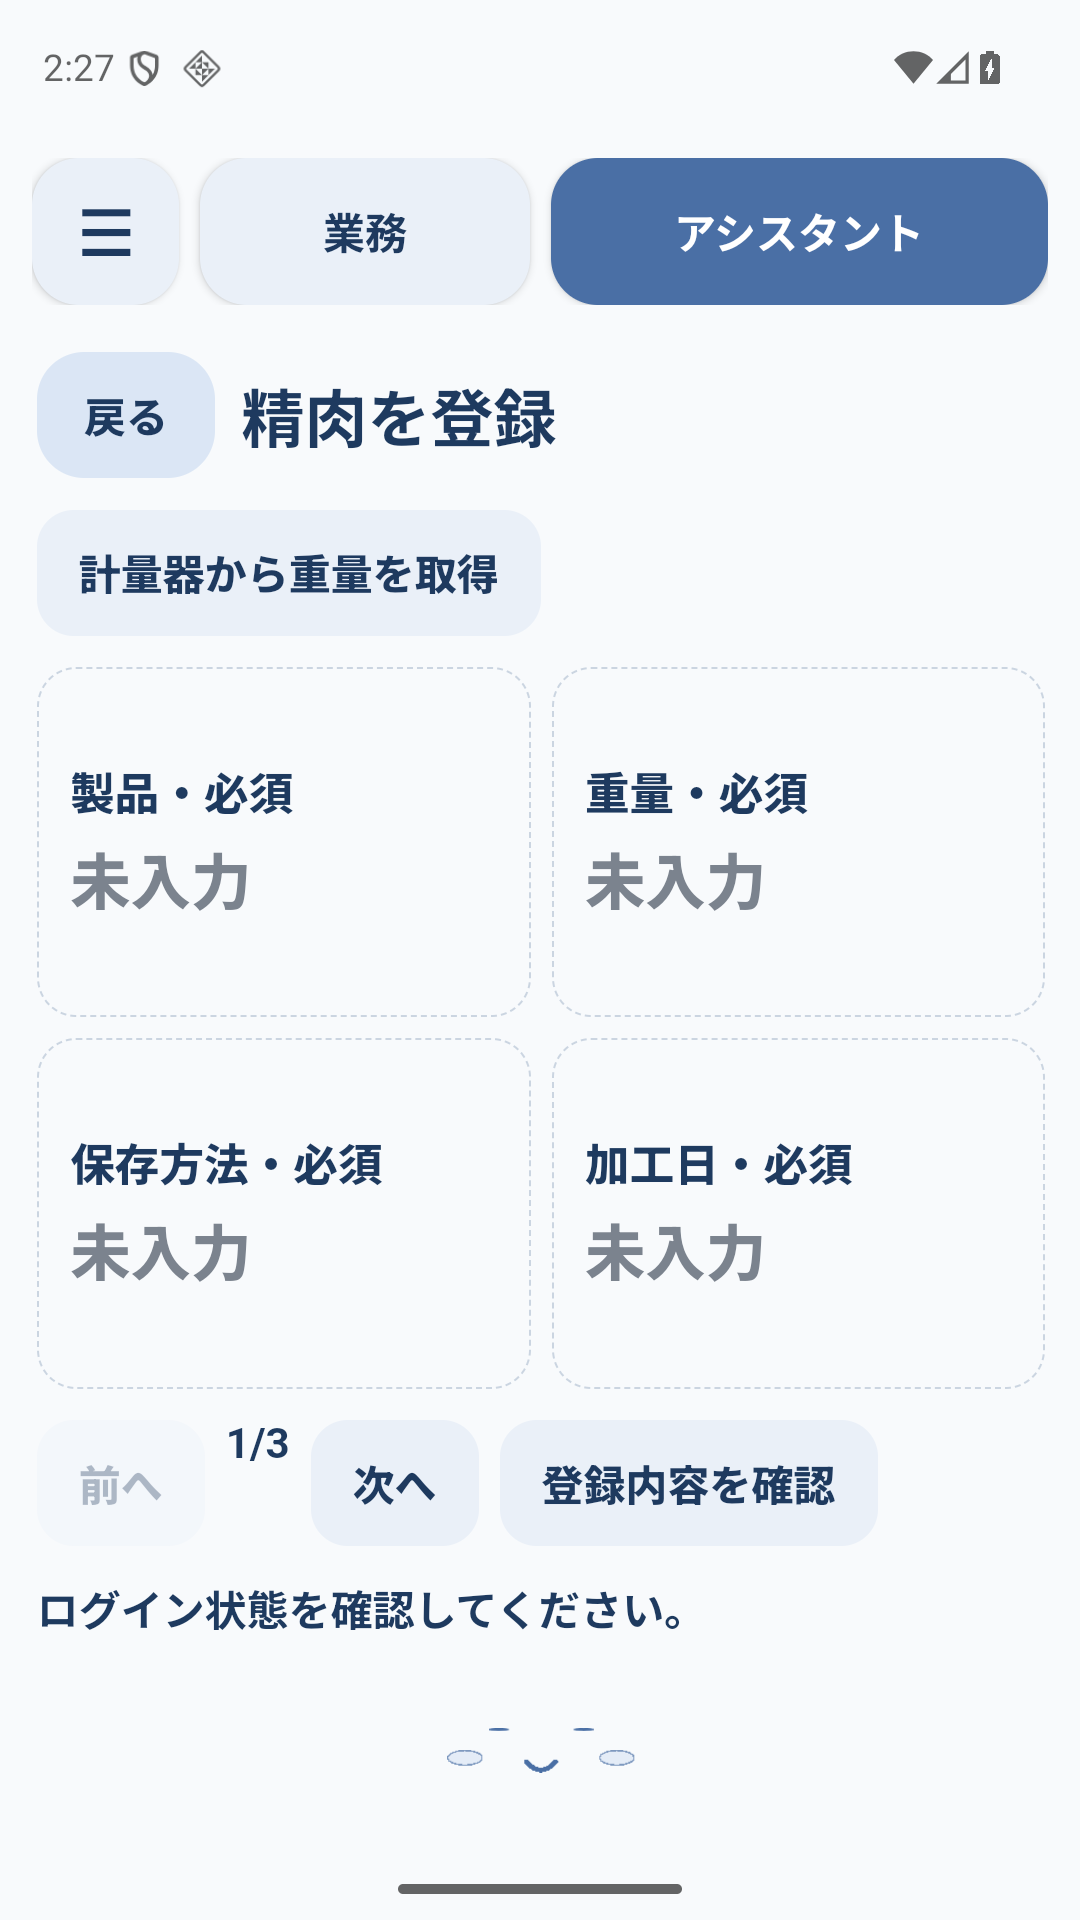 2:27
☰
業務
アシスタント
戻る
精肉を登録
計量器から重量を取得
製品・必須
未入力
重量・必須
未入力
保存方法・必須
未入力
加工日・必須
未入力
前へ
1/3
次へ
登録内容を確認
ログイン状態を確認してください。